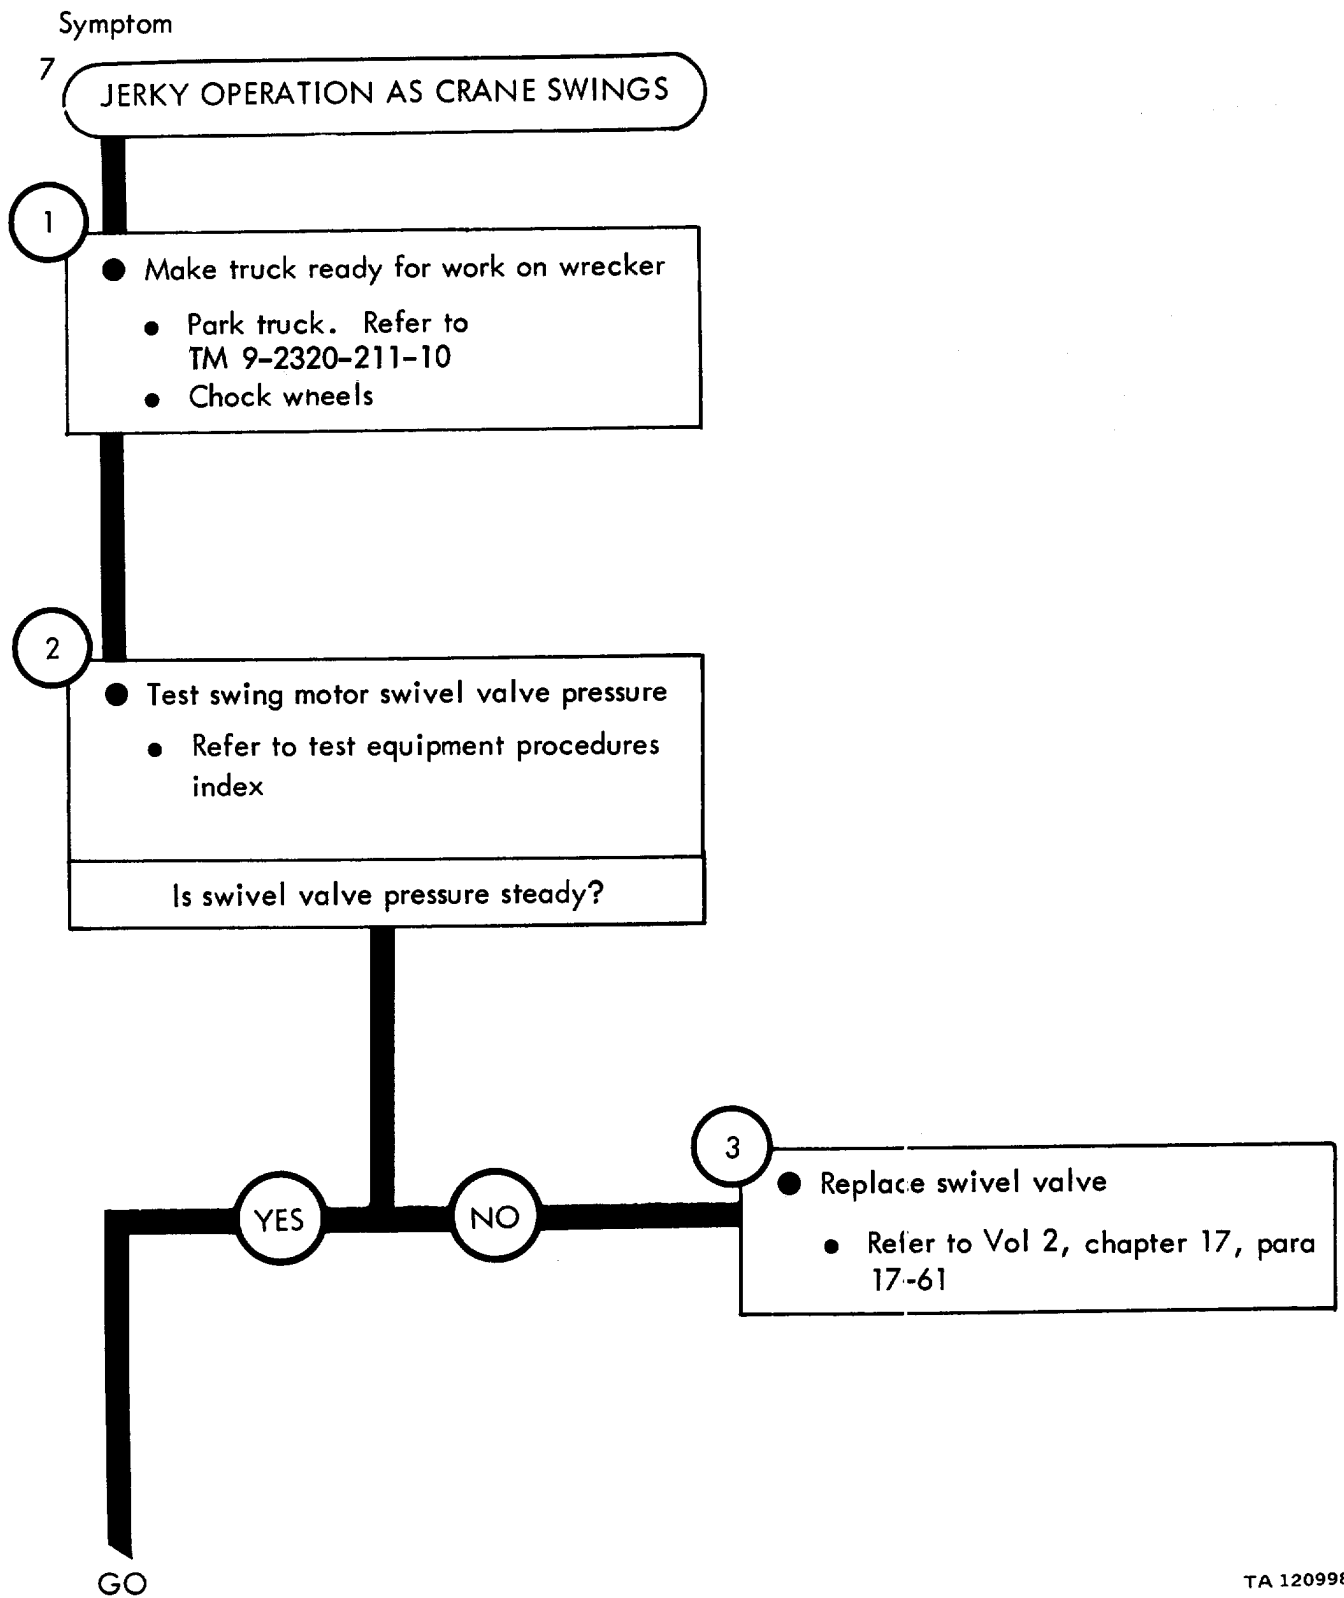 Symptom
7
JERKY OPERATION AS CRANE SWINGS
1
● Make truck ready for work on wrecker
● Park truck. Refer to
TM 9-2320-211-10
● Chock wheels
2
● Test swing motor swivel valve pressure
● Refer to test equipment procedures
index
Is swivel valve pressure steady?
3
● Replace swivel valve
● Refer to Vol 2, chapter 17, para
17-61
YES
NO
GO
TA 120998